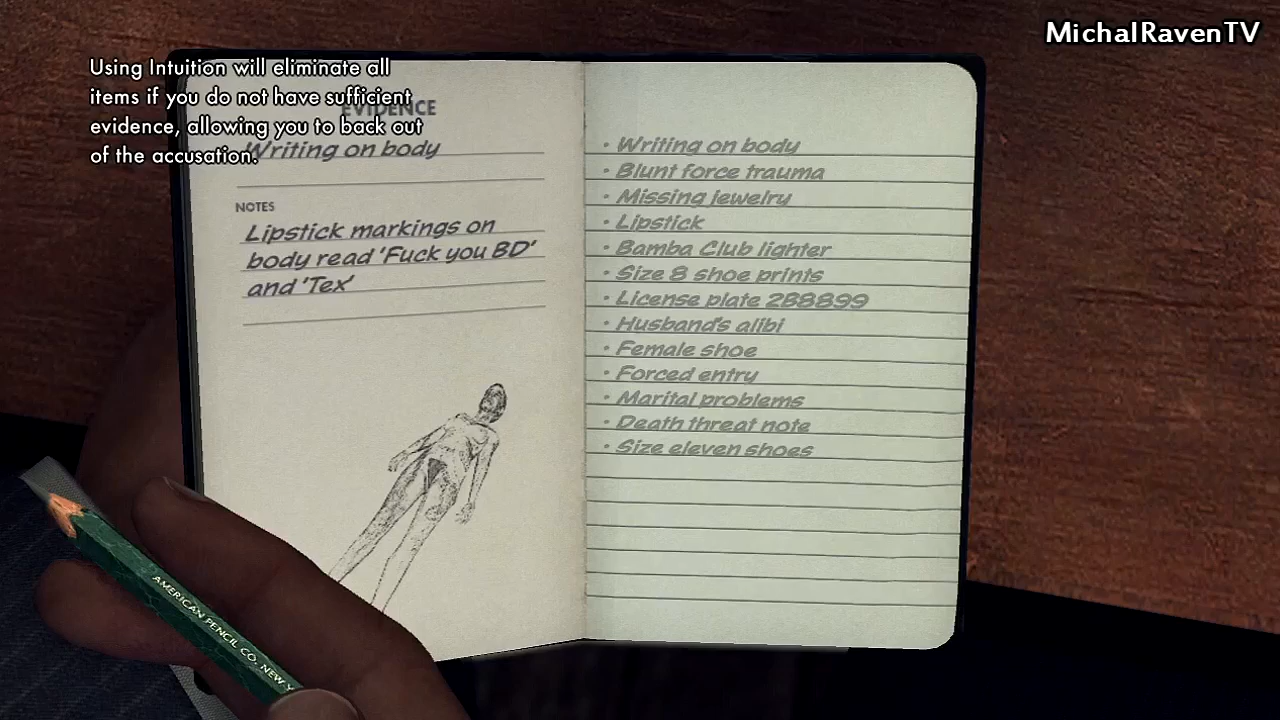 MichalRavenTV
Using Intuition will eliminate all
items if you do not have sufficient
evidence, allowing you to back out
of the accusation.
EVIDENCE
Writing on body
NOTES
Lipstick markings on
body read 'Fuck you BD'
and 'Tex'
• Writing on body
• Blunt force trauma
• Missing jewelry
• Lipstick
• Bamba Club lighter
• Size 8 shoe prints
• License plate 2B8899
• Husband's alibi
• Female shoe
• Forced entry
• Marital problems
• Death threat note
• Size eleven shoes
AMERICAN PENCIL CO. NEW Y